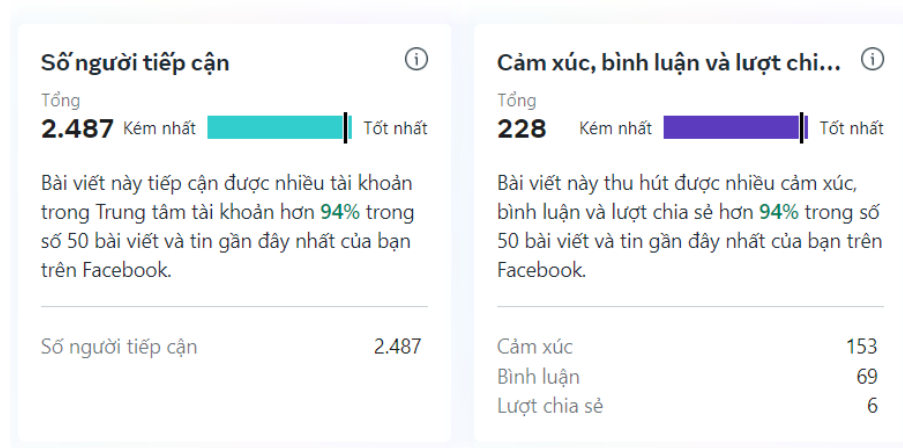 Số người tiếp cận
Tổng
2.487 Kém nhất Tốt nhất
Bài viết này tiếp cận được nhiều tài khoản
trong Trung tâm tài khoản hơn 94% trong
số 50 bài viết và tin gần đây nhất của bạn
trên Facebook.
Số người tiếp cận 2.487
Cảm xúc, bình luận và lượt chi...
Tổng
228 Kém nhất Tốt nhất
Bài viết này thu hút được nhiều cảm xúc,
bình luận và lượt chia sẻ hơn 94% trong số
50 bài viết và tin gần đây nhất của bạn trên
Facebook.
Cảm xúc 153
Bình luận 69
Lượt chia sẻ 6